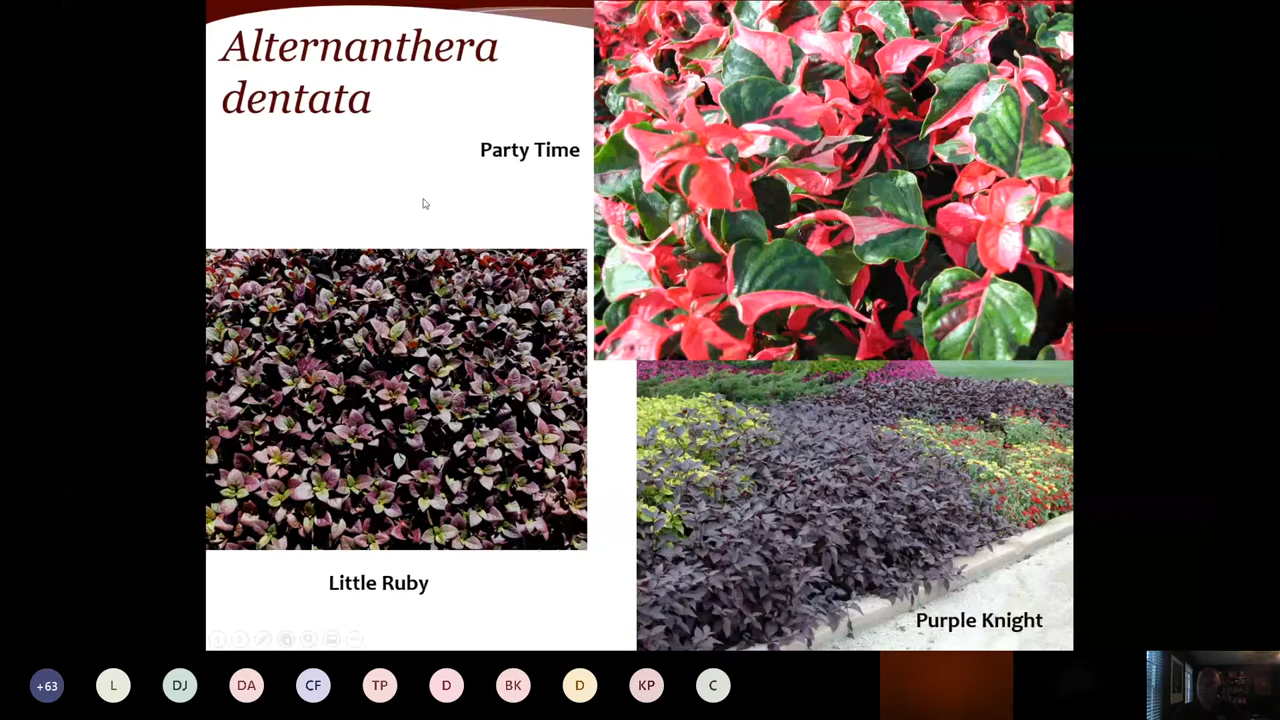 Alternanthera
dentata
Party Time
Little Ruby
Purple Knight
+63
L
DJ
DA
CF
TP
D
BK
D
KP
C